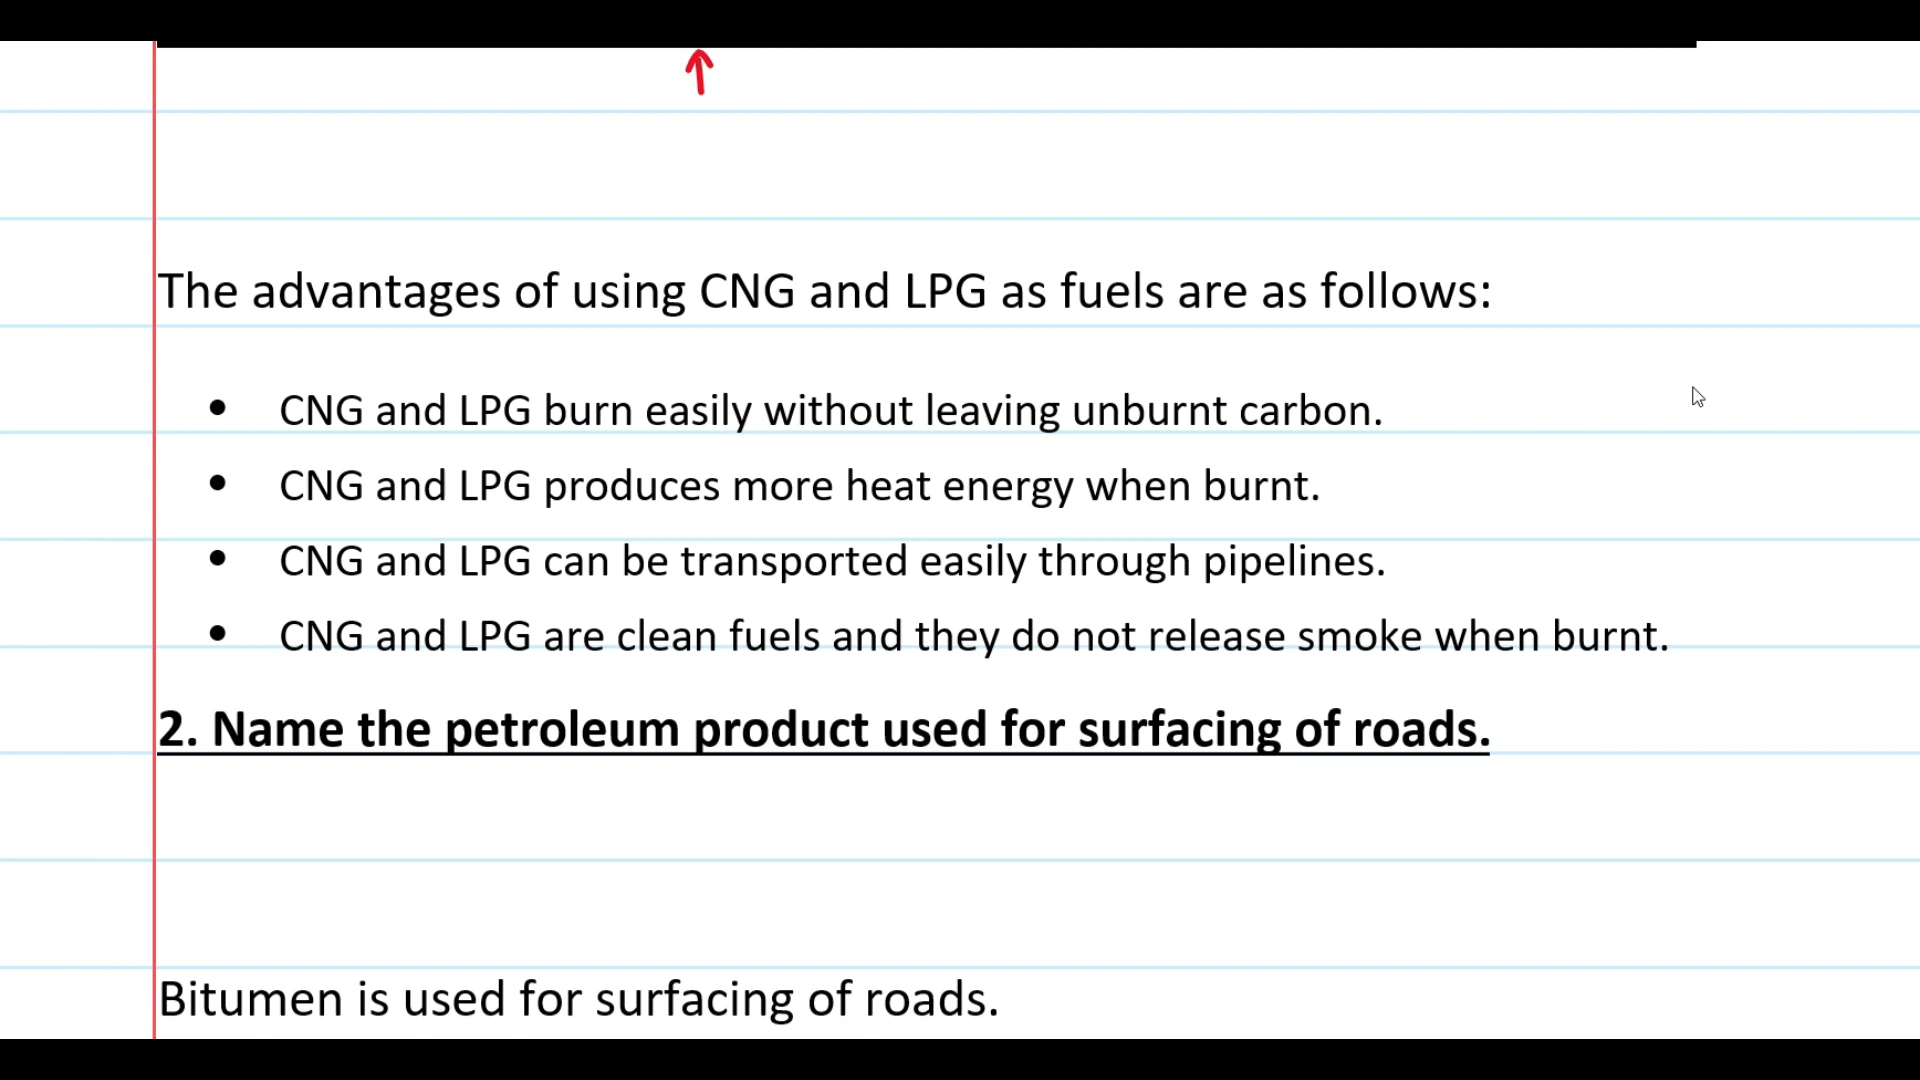 The advantages of using CNG and LPG as fuels are as follows:
• CNG and LPG burn easily without leaving unburnt carbon.
• CNG and LPG produces more heat energy when burnt.
• CNG and LPG can be transported easily through pipelines.
• CNG and LPG are clean fuels and they do not release smoke when burnt.
2. Name the petroleum product used for surfacing of roads.
Bitumen is used for surfacing of roads.